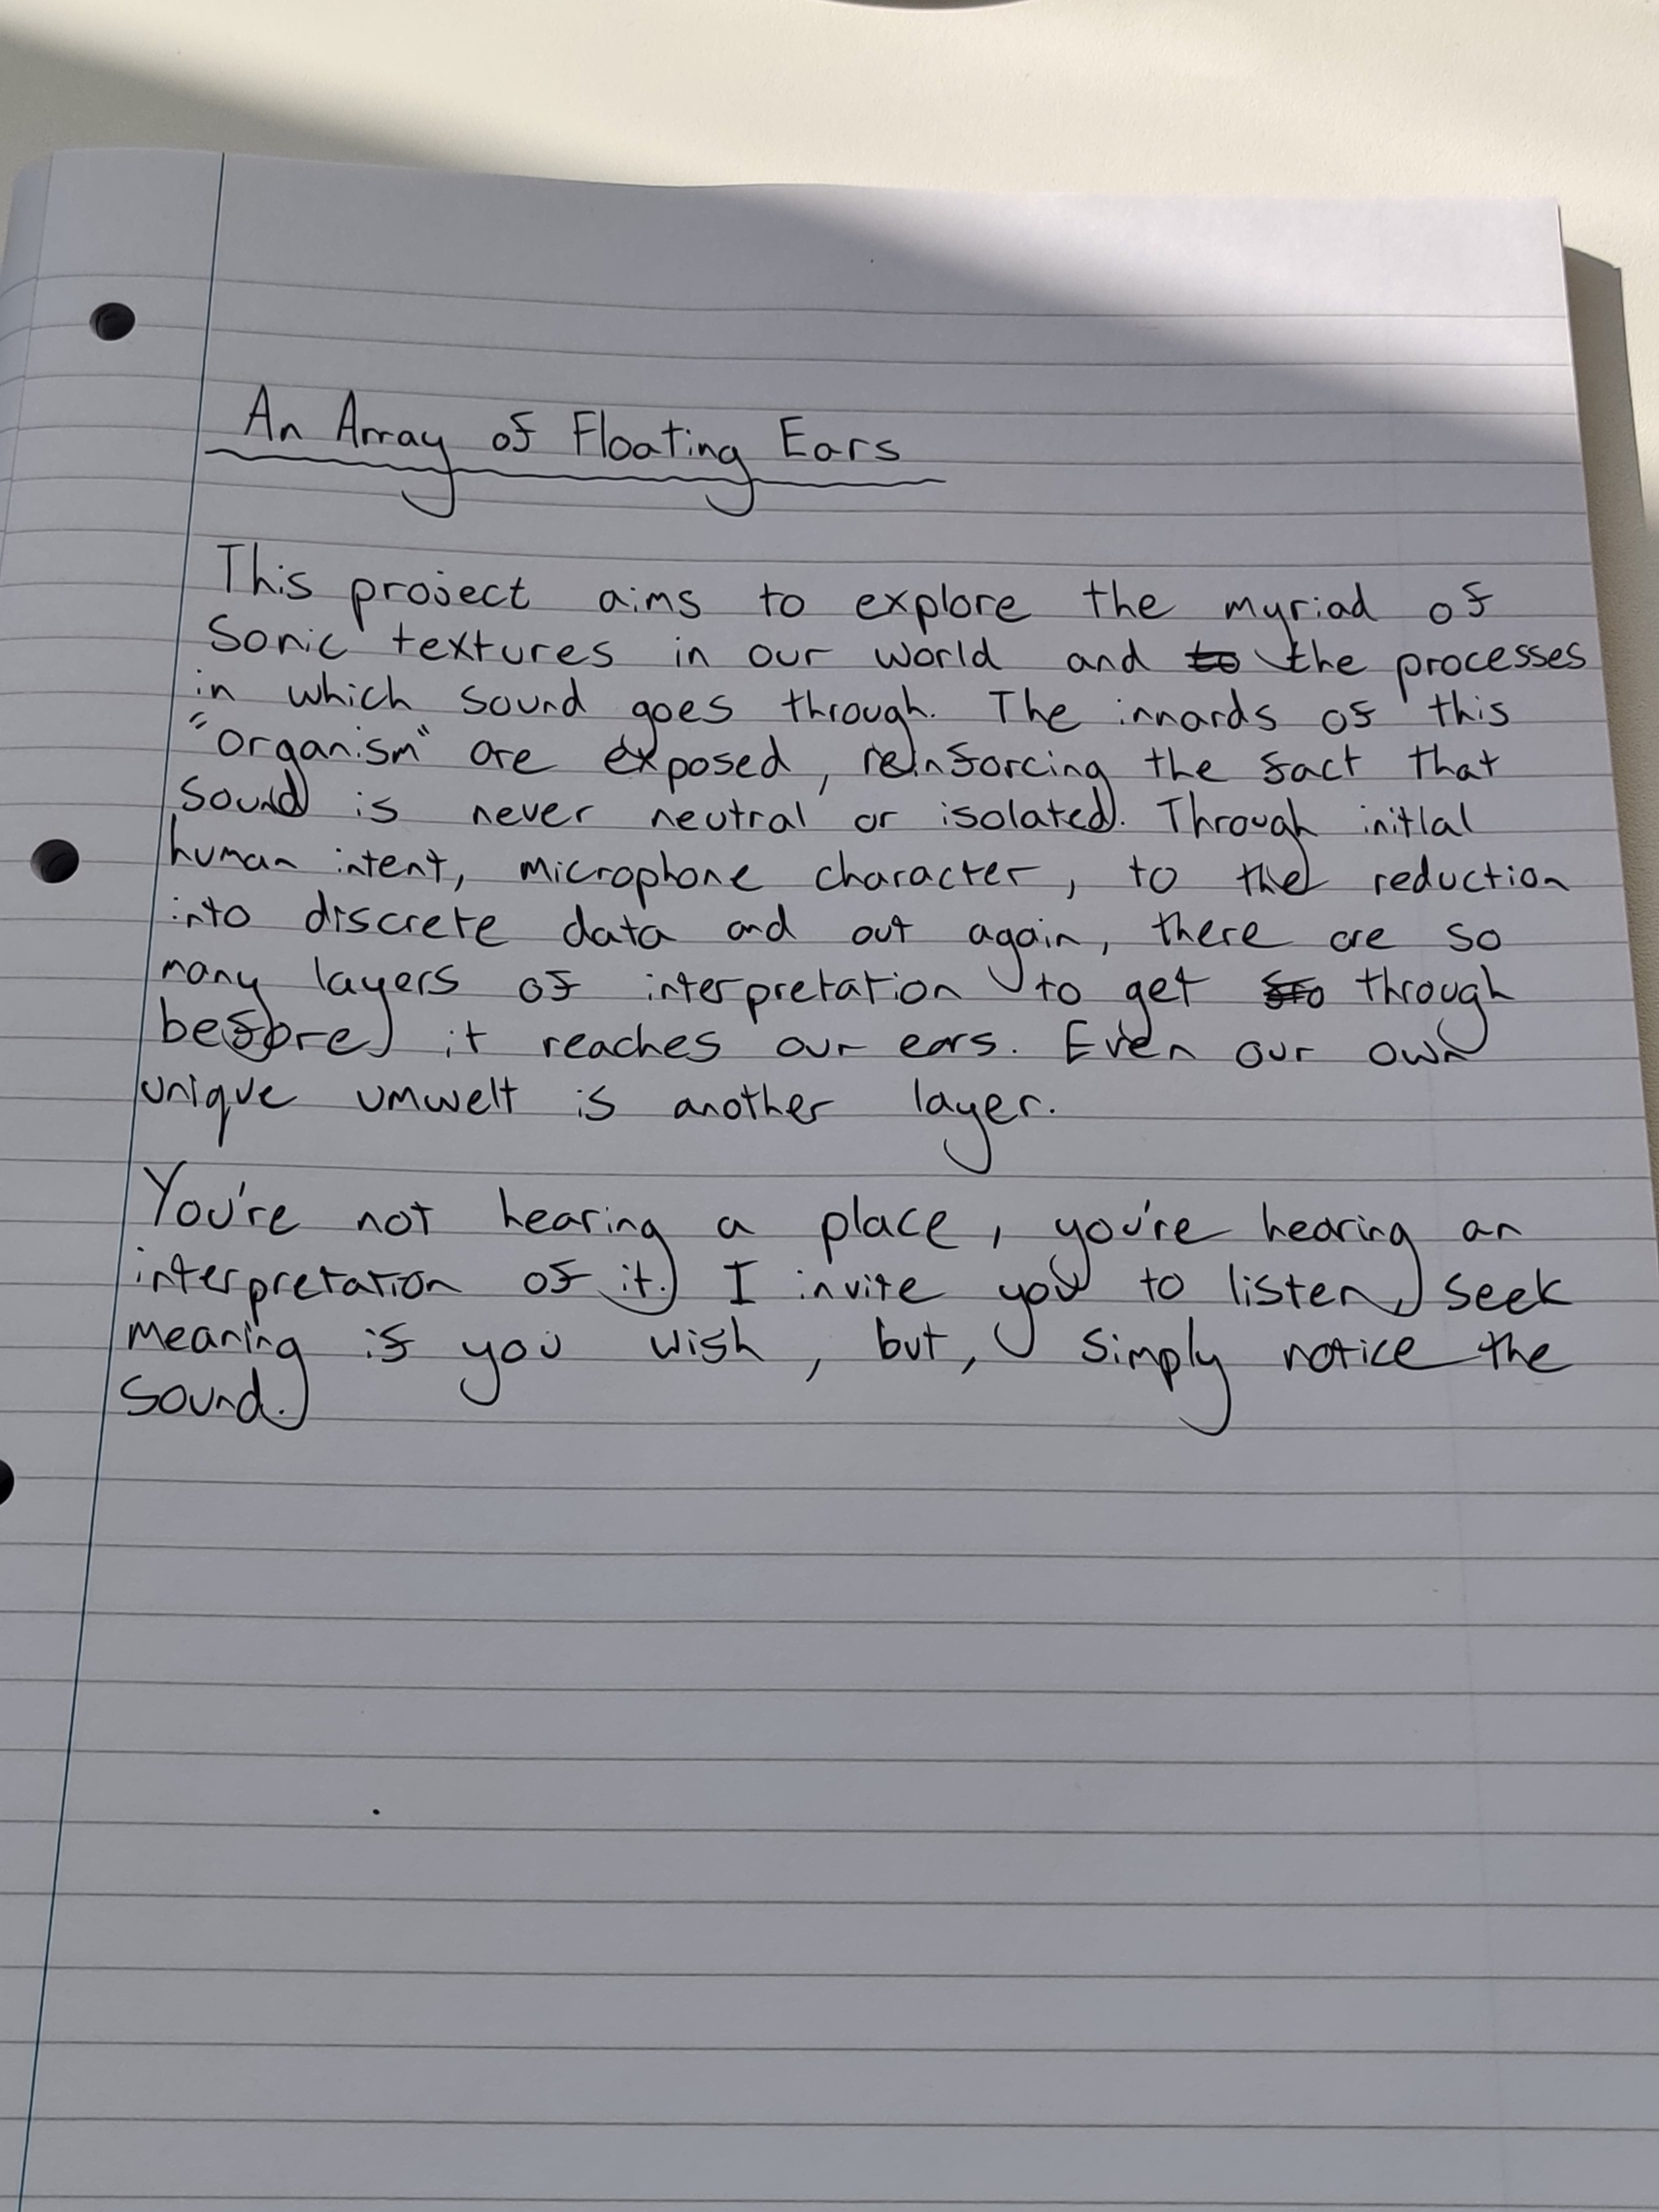 An Array of Floating Ears
This project aims to explore the myriad of
sonic textures in our world and to the processes
in which sound goes through. The innards of this
"organism" are exposed, reinforcing the fact that
sound is never neutral or isolated. Through initial
human intent, microphone character, to the reduction
into discrete data and out again, there are so
many layers of interpretation to get through
before it reaches our ears. Even our own
unique umwelt is another layer.
You're not hearing a place, you're hearing an
interpretation of it. I invite you to listen, seek
meaning if you wish, but, simply notice the
sound.